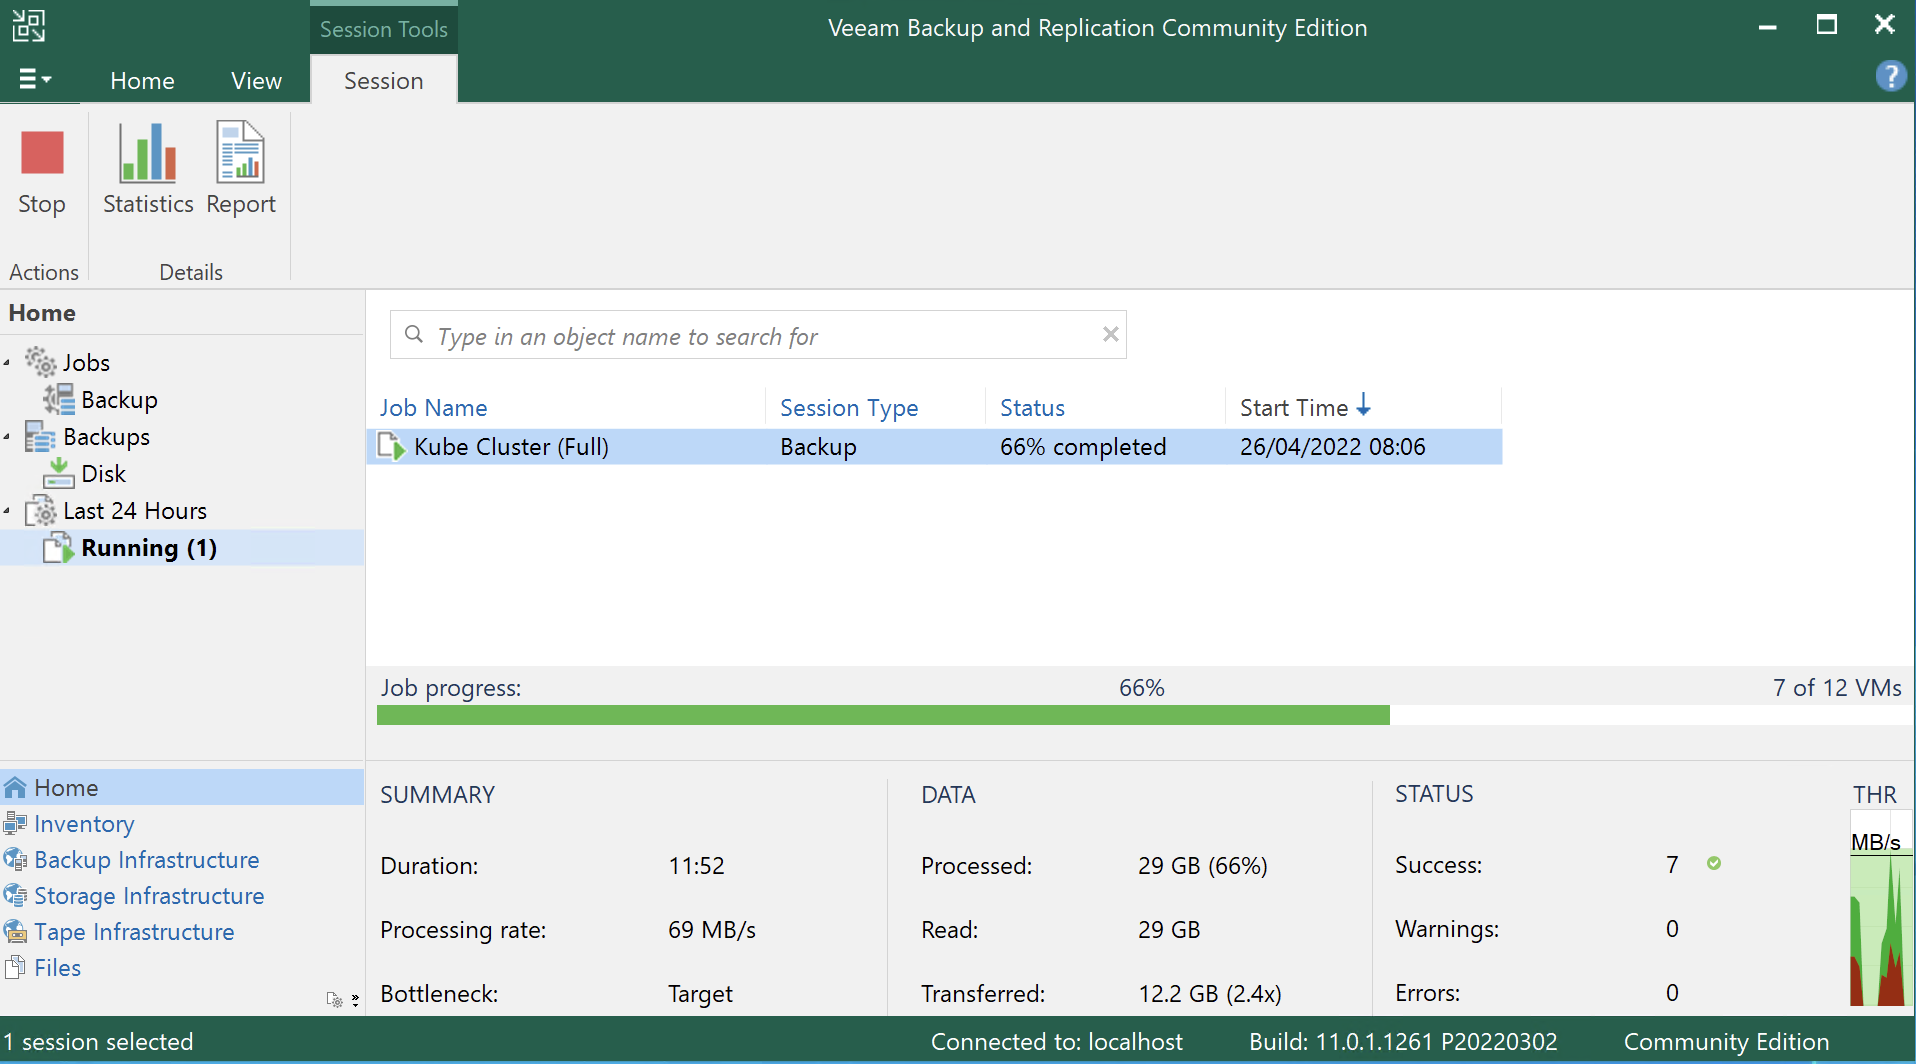 Session Tools
Veeam Backup and Replication Community Edition
Home
View
Session
?
Stop
Statistics
Report
Actions
Details
Home
Type in an object name to search for
Jobs
Backup
Backups
Disk
Last 24 Hours
Running (1)
Job Name
Session Type
Status
Start Time
Kube Cluster (Full)
Backup
66% completed
26/04/2022 08:06
Job progress:
66%
7 of 12 VMs
Home
Inventory
Backup Infrastructure
Storage Infrastructure
Tape Infrastructure
Files
SUMMARY
Duration: 11:52
Processing rate: 69 MB/s
Bottleneck: Target
DATA
Processed: 29 GB (66%)
Read: 29 GB
Transferred: 12.2 GB (2.4x)
STATUS
Success: 7
Warnings: 0
Errors: 0
THR
MB/s
1 session selected
Connected to: localhost
Build: 11.0.1.1261 P20220302
Community Edition